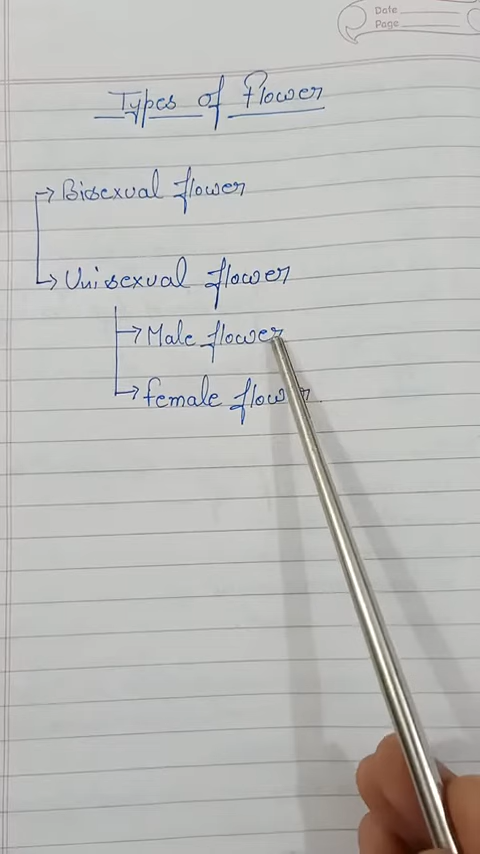 Date
Page
Types of Flower
Bisexual flower
Unisexual flower
Male flower
female flow r.